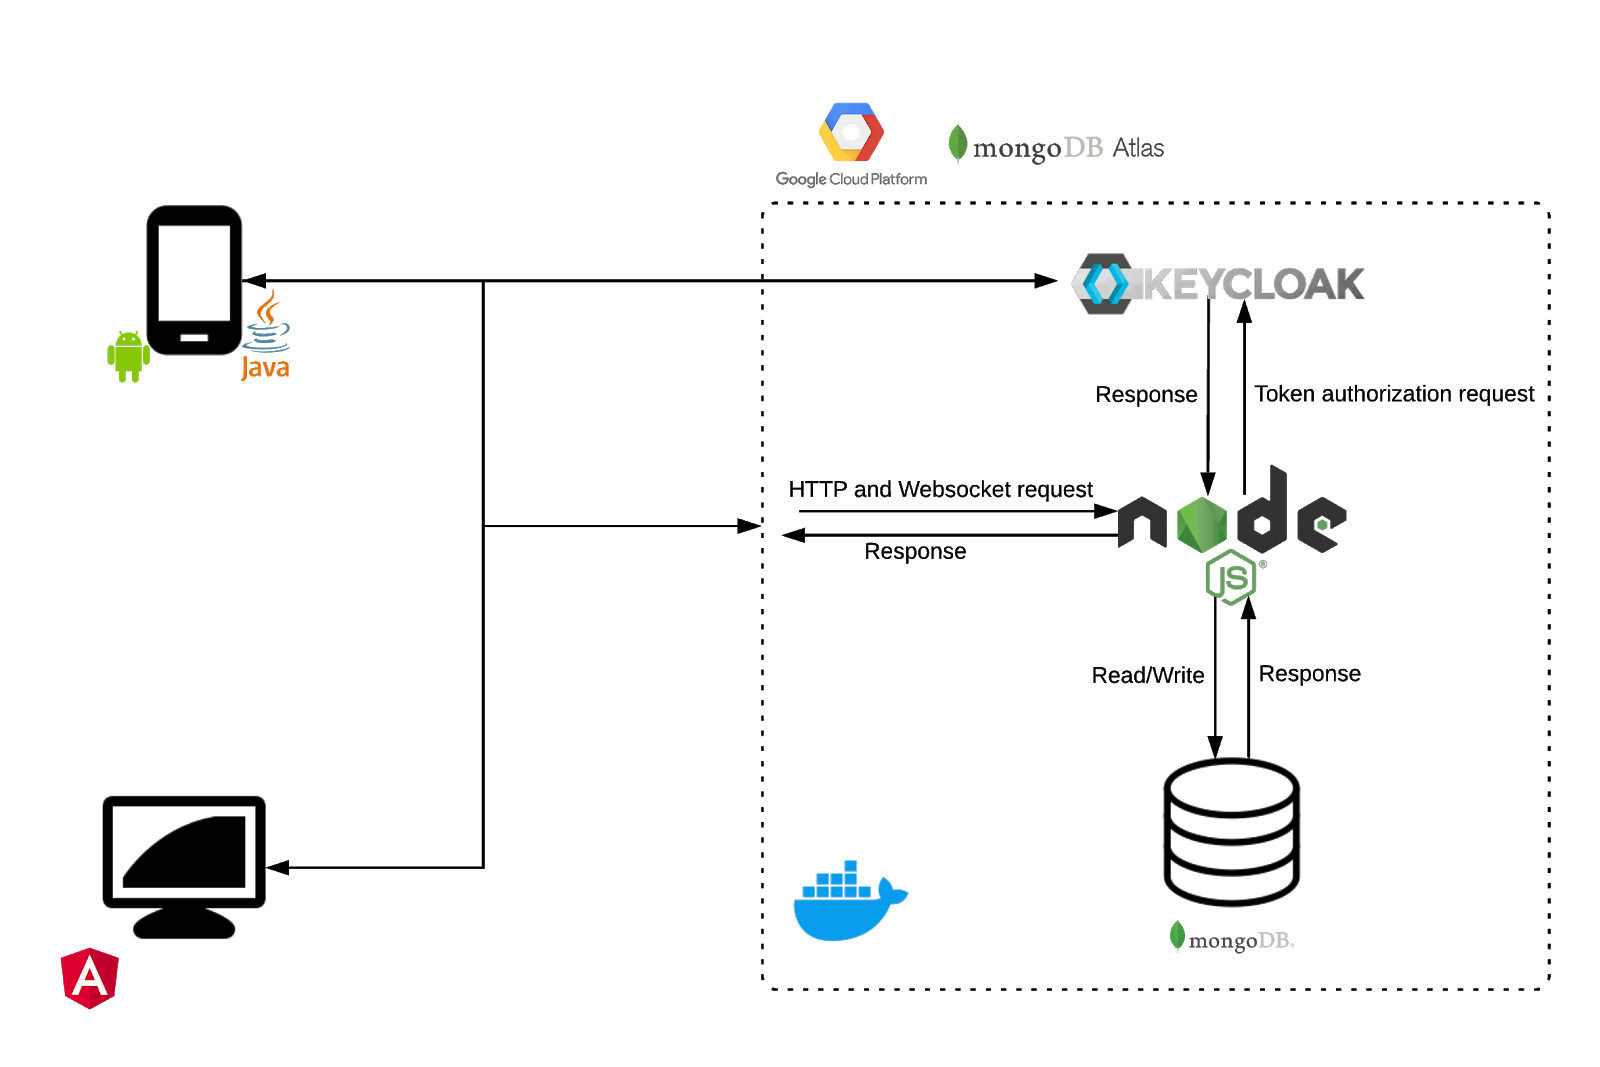 Google Cloud Platform
mongoDB Atlas
KEYCLOAK
Java
Response
Token authorization request
HTTP and Websocket request
node
Response
JS®
Read/Write
Response
mongoDB.
A